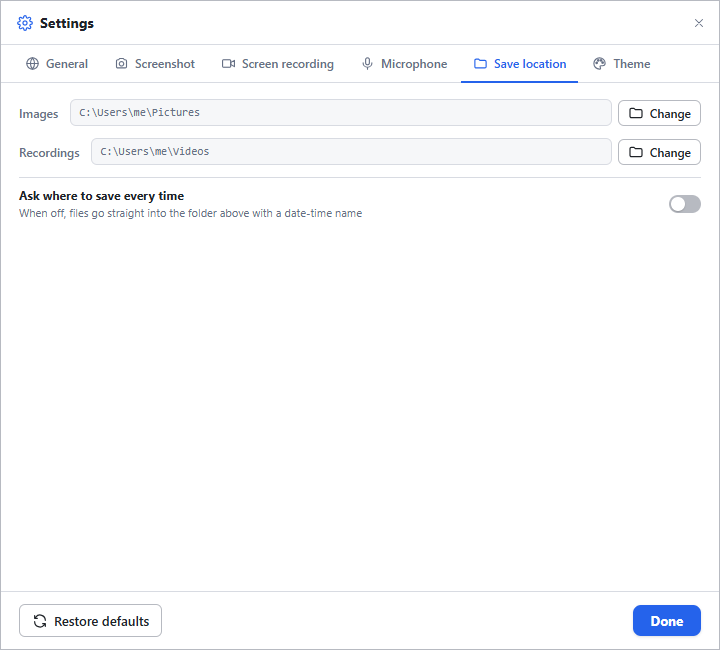 Settings
General
Screenshot
Screen recording
Microphone
Save location
Theme
Images C:\Users\me\Pictures Change
Recordings C:\Users\me\Videos Change
Ask where to save every time
When off, files go straight into the folder above with a date-time name
Restore defaults
Done